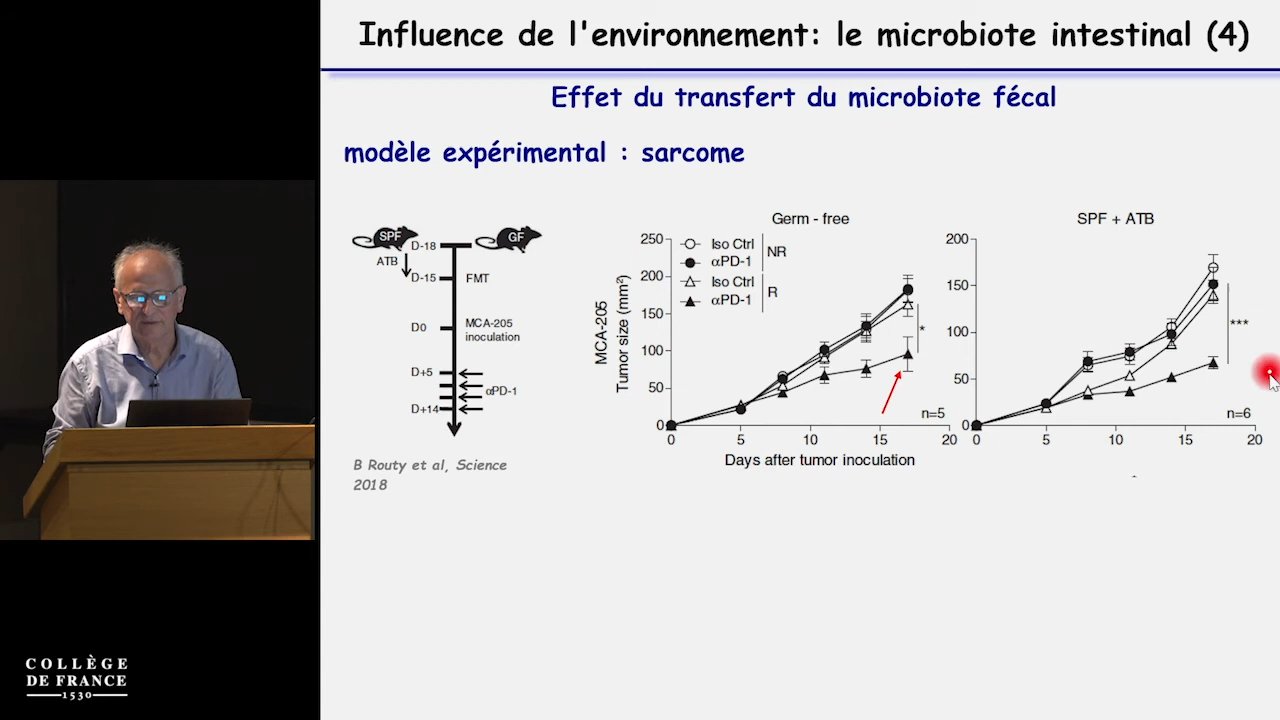 Influence de l'environnement: le microbiote intestinal (4)
Effet du transfert du microbiote fécal
modèle expérimental : sarcome
SPF
D-18
GF
ATB
D-15
FMT
D0
MCA-205
inoculation
D+5
αPD-1
D+14
B Routy et al, Science
2018
Germ - free
MCA-205
Tumor size (mm²)
250
200
150
100
50
0
Iso Ctrl
αPD-1
NR
Iso Ctrl
αPD-1
R
*
n=5
0
5
10
15
20
Days after tumor inoculation
SPF + ATB
200
150
100
50
0
***
n=6
0
5
10
15
20
COLLÈGE
DE FRANCE
1530